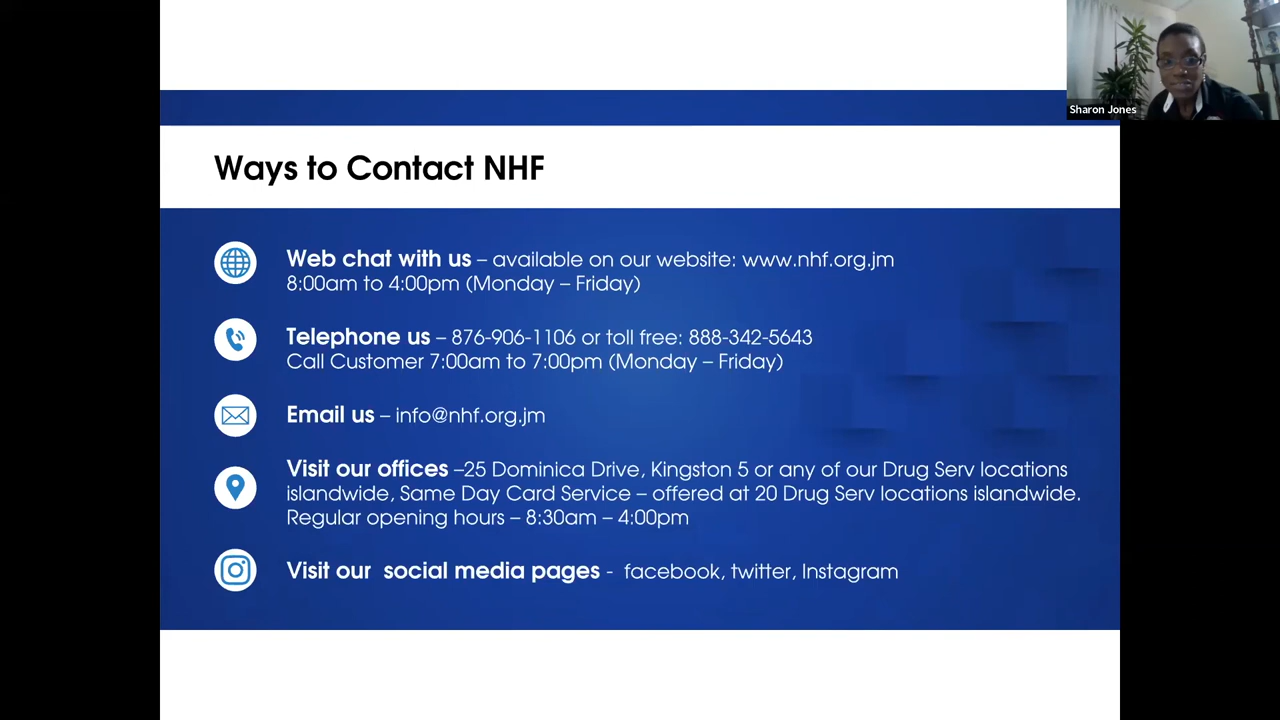 Sharon Jones
Ways to Contact NHF
Web chat with us – available on our website: www.nhf.org.jm
8:00am to 4:00pm (Monday – Friday)
Telephone us – 876-906-1106 or toll free: 888-342-5643
Call Customer 7:00am to 7:00pm (Monday – Friday)
Email us – info@nhf.org.jm
Visit our offices –25 Dominica Drive, Kingston 5 or any of our Drug Serv locations
islandwide, Same Day Card Service – offered at 20 Drug Serv locations islandwide.
Regular opening hours – 8:30am – 4:00pm
Visit our  social media pages -  facebook, twitter, Instagram